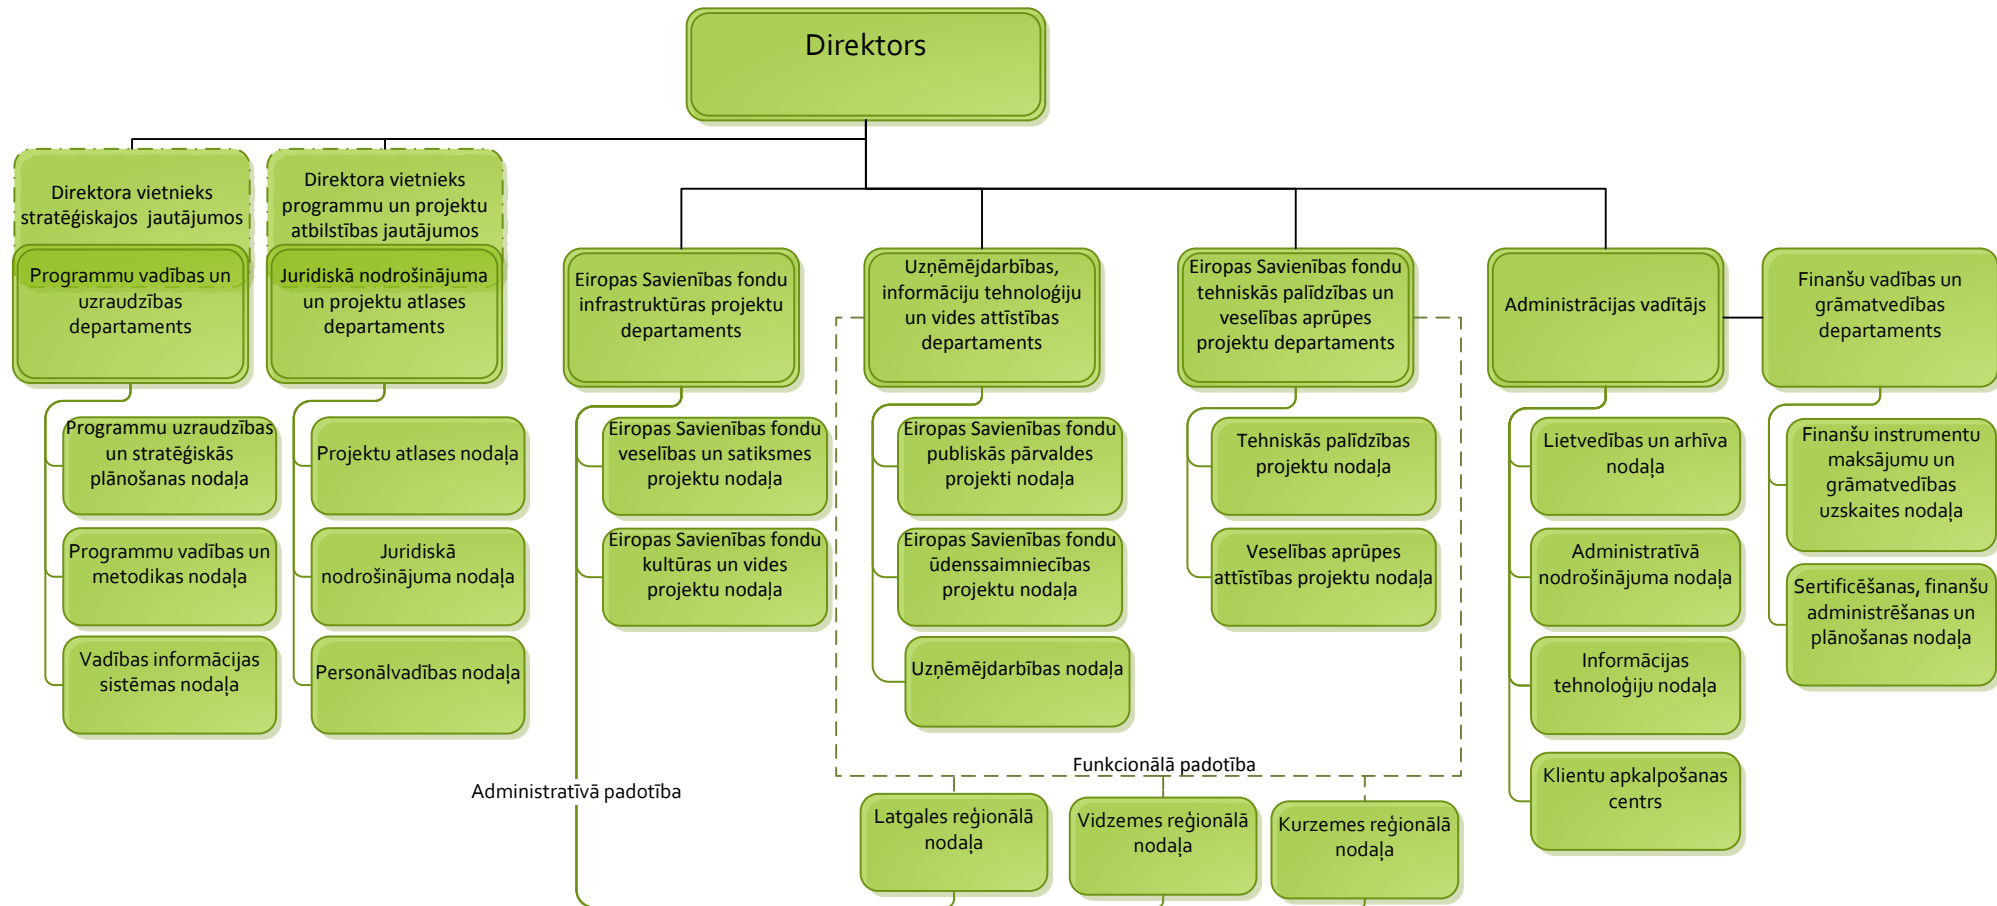 Direktors
Direktora vietnieks
stratēģiskajos jautājumos
Programmu vadības un
uzraudzības
departaments
Direktora vietnieks
programmu un projektu
atbilstības jautājumos
Juridiskā nodrošinājuma
un projektu atlases
departaments
Eiropas Savienības fondu
infrastruktūras projektu
departaments
Uzņēmējdarbības,
informāciju tehnoloģiju
un vides attīstības
departaments
Eiropas Savienības fondu
tehniskās palīdzības un
veselības aprūpes
projektu departaments
Administrācijas vadītājs
Finanšu vadības un
grāmatvedības
departaments
Programmu uzraudzības
un stratēģiskās
plānošanas nodaļa
Programmu vadības un
metodikas nodaļa
Vadības informācijas
sistēmas nodaļa
Projektu atlases nodaļa
Juridiskā
nodrošinājuma nodaļa
Personālvadības nodaļa
Eiropas Savienības fondu
veselības un satiksmes
projektu nodaļa
Eiropas Savienības fondu
kultūras un vides
projektu nodaļa
Eiropas Savienības fondu
publiskās pārvaldes
projekti nodaļa
Eiropas Savienības fondu
ūdenssaimniecības
projektu nodaļa
Uzņēmējdarbības nodaļa
Tehniskās palīdzības
projektu nodaļa
Veselības aprūpes
attīstības projektu nodaļa
Lietvedības un arhīva
nodaļa
Administratīvā
nodrošinājuma nodaļa
Informācijas
tehnoloģiju nodaļa
Klientu apkalpošanas
centrs
Finanšu instrumentu
maksājumu un
grāmatvedības
uzskaites nodaļa
Sertificēšanas, finanšu
administrēšanas un
plānošanas nodaļa
Funkcionālā padotība
Administratīvā padotība
Latgales reģionālā
nodaļa
Vidzemes reģionālā
nodaļa
Kurzemes reģionālā
nodaļa